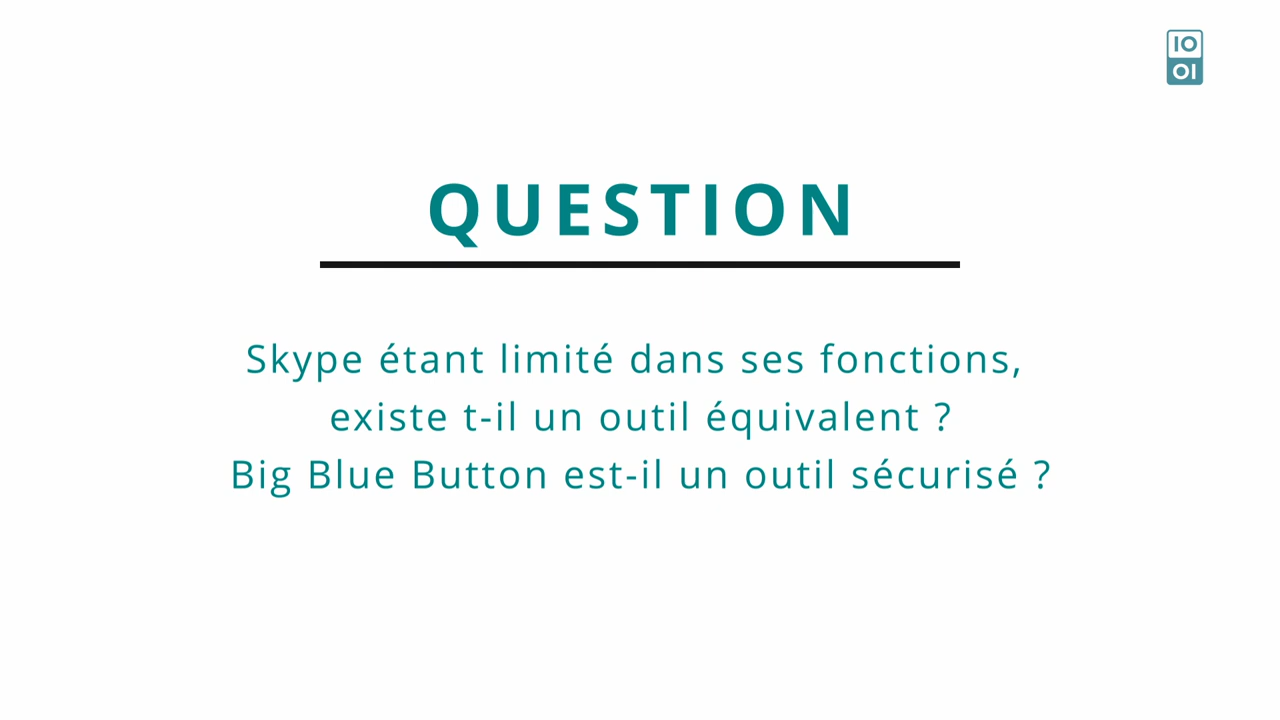 IO
OI
QUESTION
Skype étant limité dans ses fonctions,
existe t-il un outil équivalent ?
Big Blue Button est-il un outil sécurisé ?